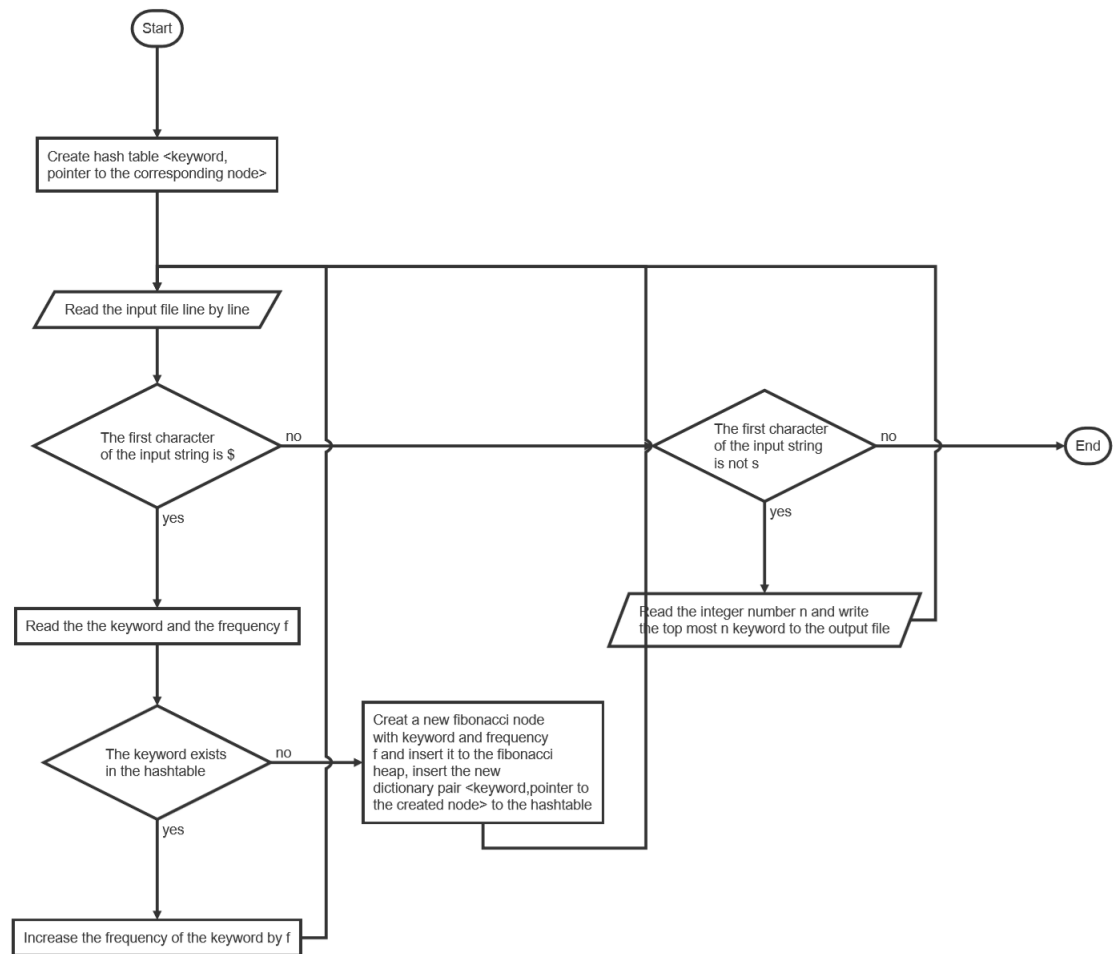 Start
Create hash table <keyword,
pointer to the corresponding node>
Read the input file line by line
The first character
of the input string is $
no
yes
The first character
of the input string
is not s
no
yes
End
Read the integer number n and write
the top most n keyword to the output file
Read the the keyword and the frequency f
The keyword exists
in the hashtable
no
yes
Creat a new fibonacci node
with keyword and frequency
f and insert it to the fibonacci
heap, insert the new
dictionary pair <keyword,pointer to
the created node> to the hashtable
Increase the frequency of the keyword by f